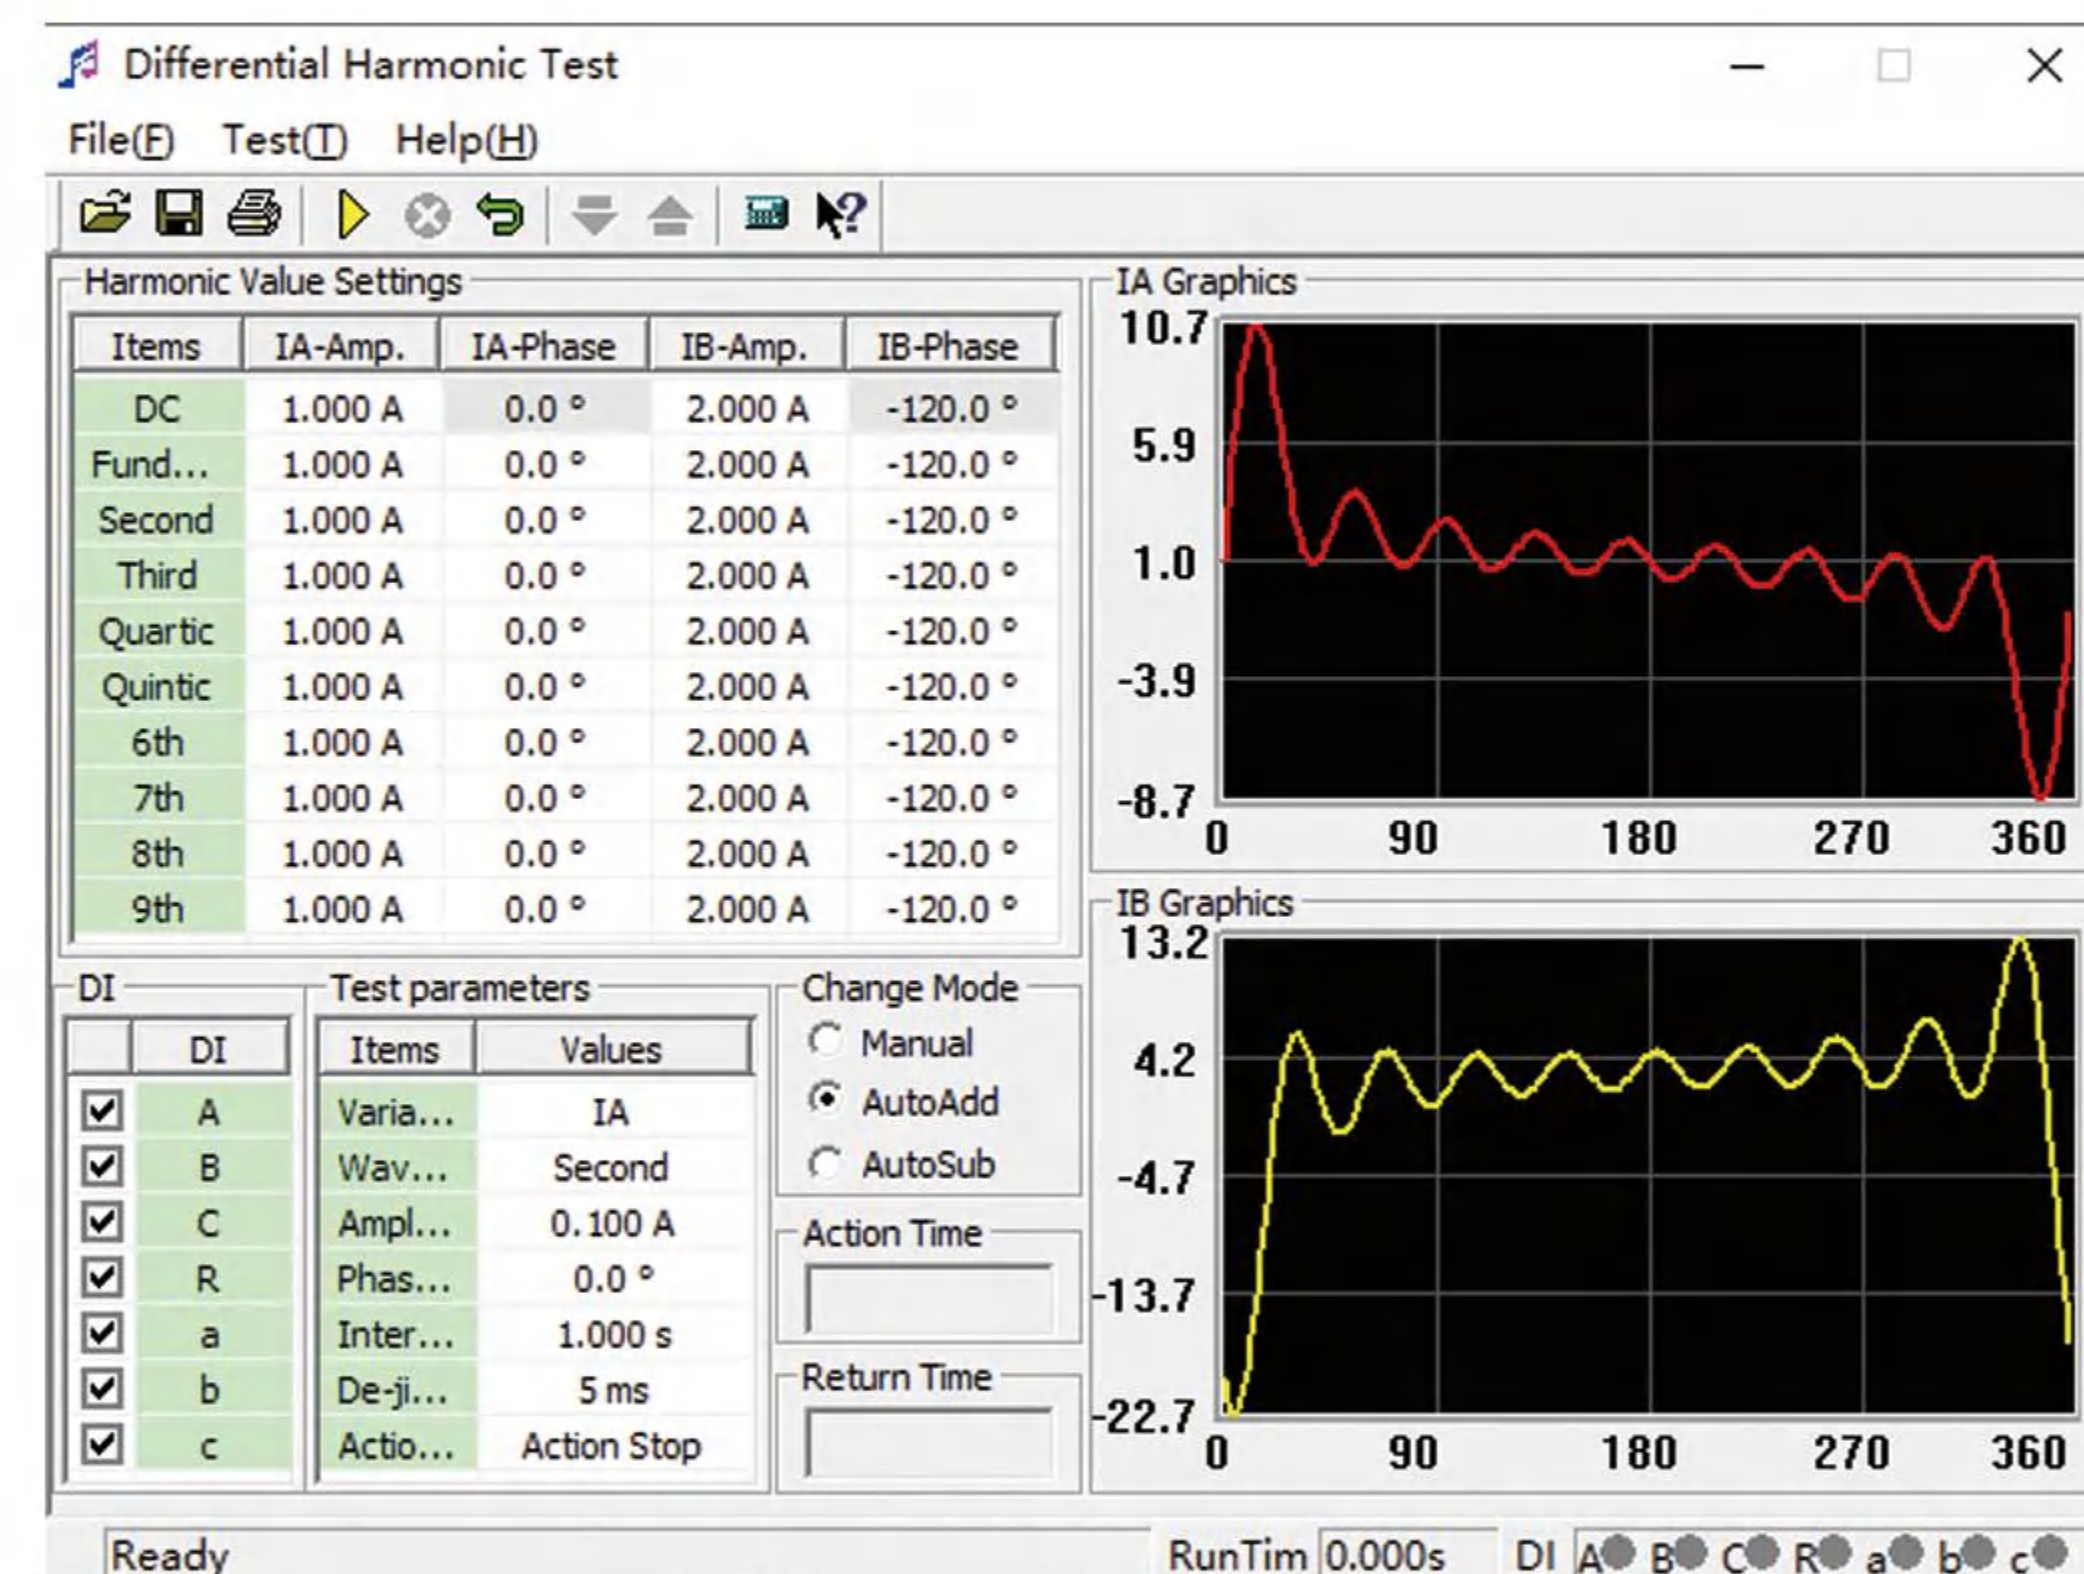 Differential Harmonic Test
File(F) Test(T) Help(H)
Harmonic Value Settings
Items IA-Amp. IA-Phase IB-Amp. IB-Phase
DC 1.000 A 0.0 ° 2.000 A -120.0 °
Fund... 1.000 A 0.0 ° 2.000 A -120.0 °
Second 1.000 A 0.0 ° 2.000 A -120.0 °
Third 1.000 A 0.0 ° 2.000 A -120.0 °
Quartic 1.000 A 0.0 ° 2.000 A -120.0 °
Quintic 1.000 A 0.0 ° 2.000 A -120.0 °
6th 1.000 A 0.0 ° 2.000 A -120.0 °
7th 1.000 A 0.0 ° 2.000 A -120.0 °
8th 1.000 A 0.0 ° 2.000 A -120.0 °
9th 1.000 A 0.0 ° 2.000 A -120.0 °
IA Graphics
10.7
5.9
1.0
-3.9
-8.7
0 90 180 270 360
DI
DI
A
B
C
R
a
b
c
Test parameters
Items Values
Varia... IA
Wav... Second
Ampl... 0.100 A
Phas... 0.0 °
Inter... 1.000 s
De-ji... 5 ms
Actio... Action Stop
Change Mode
Manual
AutoAdd
AutoSub
Action Time
Return Time
IB Graphics
13.2
4.2
-4.7
-13.7
-22.7
0 90 180 270 360
Ready RunTim 0.000s DI A B C R a b c